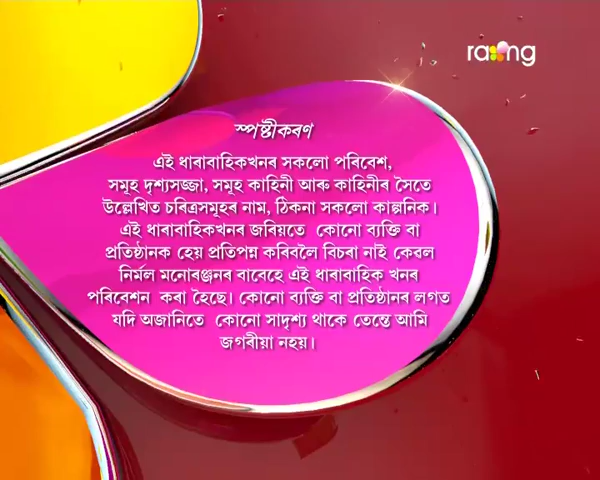 rang
স্পষ্টীকৰণ
এই ধাৰাবাহিকখনৰ সকলো পৰিবেশ,
সমূহ দৃশ্যসজ্জা, সমূহ কাহিনী আৰু কাহিনীৰ সৈতে
উল্লেখিত চৰিত্ৰসমূহৰ নাম, ঠিকনা সকলো কাল্পনিক।
এই ধাৰাবাহিকখনৰ জৰিয়তে কোনো ব্যক্তি বা
প্ৰতিষ্ঠানক হেয় প্ৰতিপন্ন কৰিবলৈ বিচৰা নাই কেৱল
নিৰ্মল মনোৰঞ্জনৰ বাবেহে এই ধাৰাবাহিক খনৰ
পৰিবেশন কৰা হৈছে। কোনো ব্যক্তি বা প্ৰতিষ্ঠানৰ লগত
যদি অজানিতে কোনো সাদৃশ্য থাকে তেন্তে আমি
জগৰীয়া নহয়।